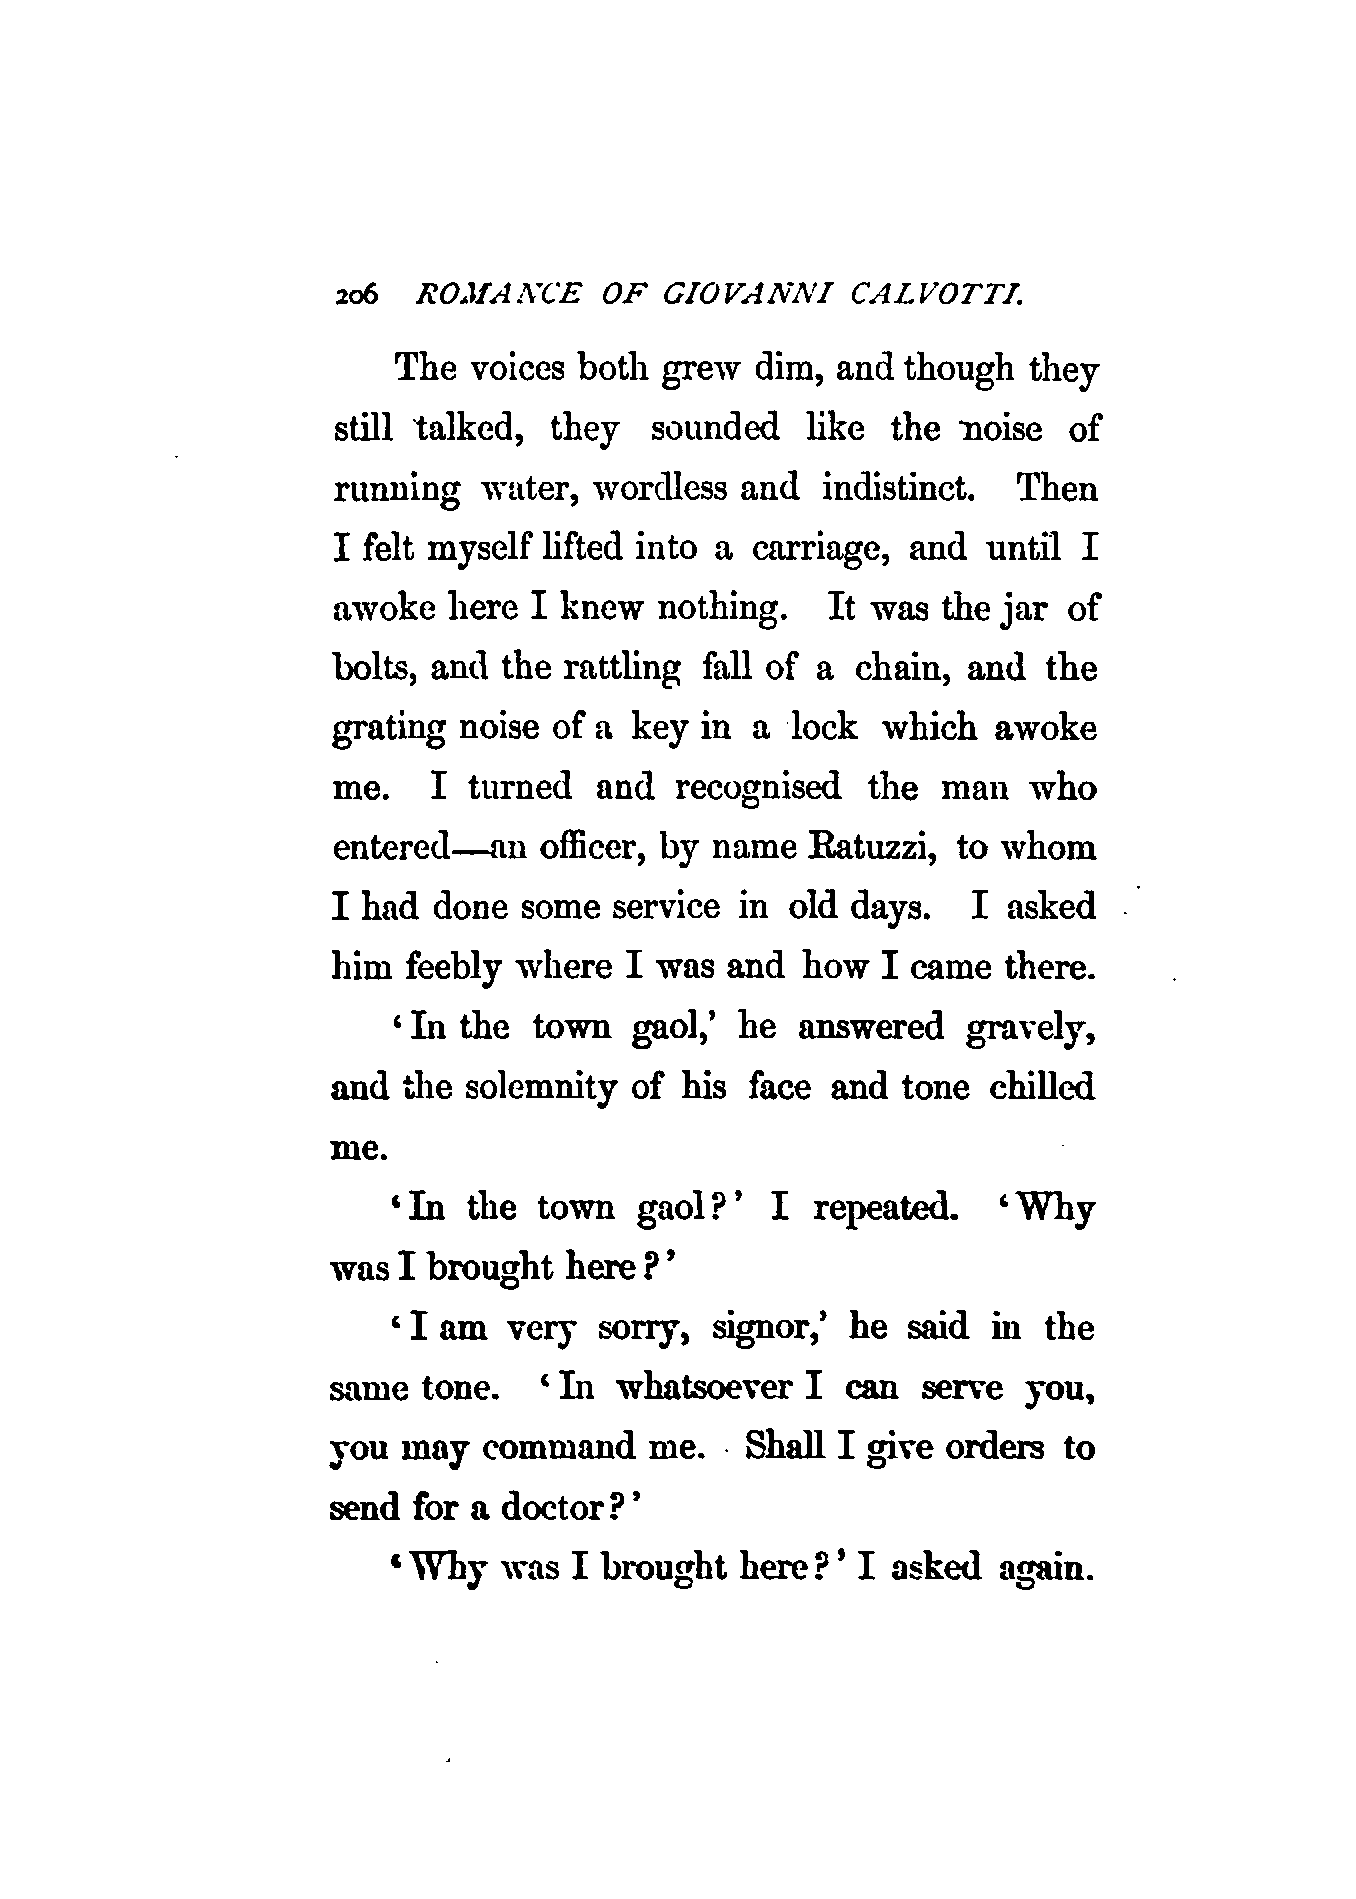 206 ROMANCE OF GIOVANNI CALVOTTI.
The voices both grew dim, and though they
still talked, they sounded like the noise of
running water, wordless and indistinct. Then
I felt myself lifted into a carriage, and until I
awoke here I knew nothing. It was the jar of
bolts, and the rattling fall of a chain, and the
grating noise of a key in a lock which awoke
me. I turned and recognised the man who
entered—an officer, by name Ratuzzi, to whom
I had done some service in old days. I asked
him feebly where I was and how I came there.
‘In the town gaol,’ he answered gravely,
and the solemnity of his face and tone chilled
me.
‘In the town gaol?’ I repeated. ‘Why
was I brought here?’
‘I am very sorry, signor,’ he said in the
same tone. ‘In whatsoever I can serve you,
you may command me. Shall I give orders to
send for a doctor?’
‘Why was I brought here?’ I asked again.